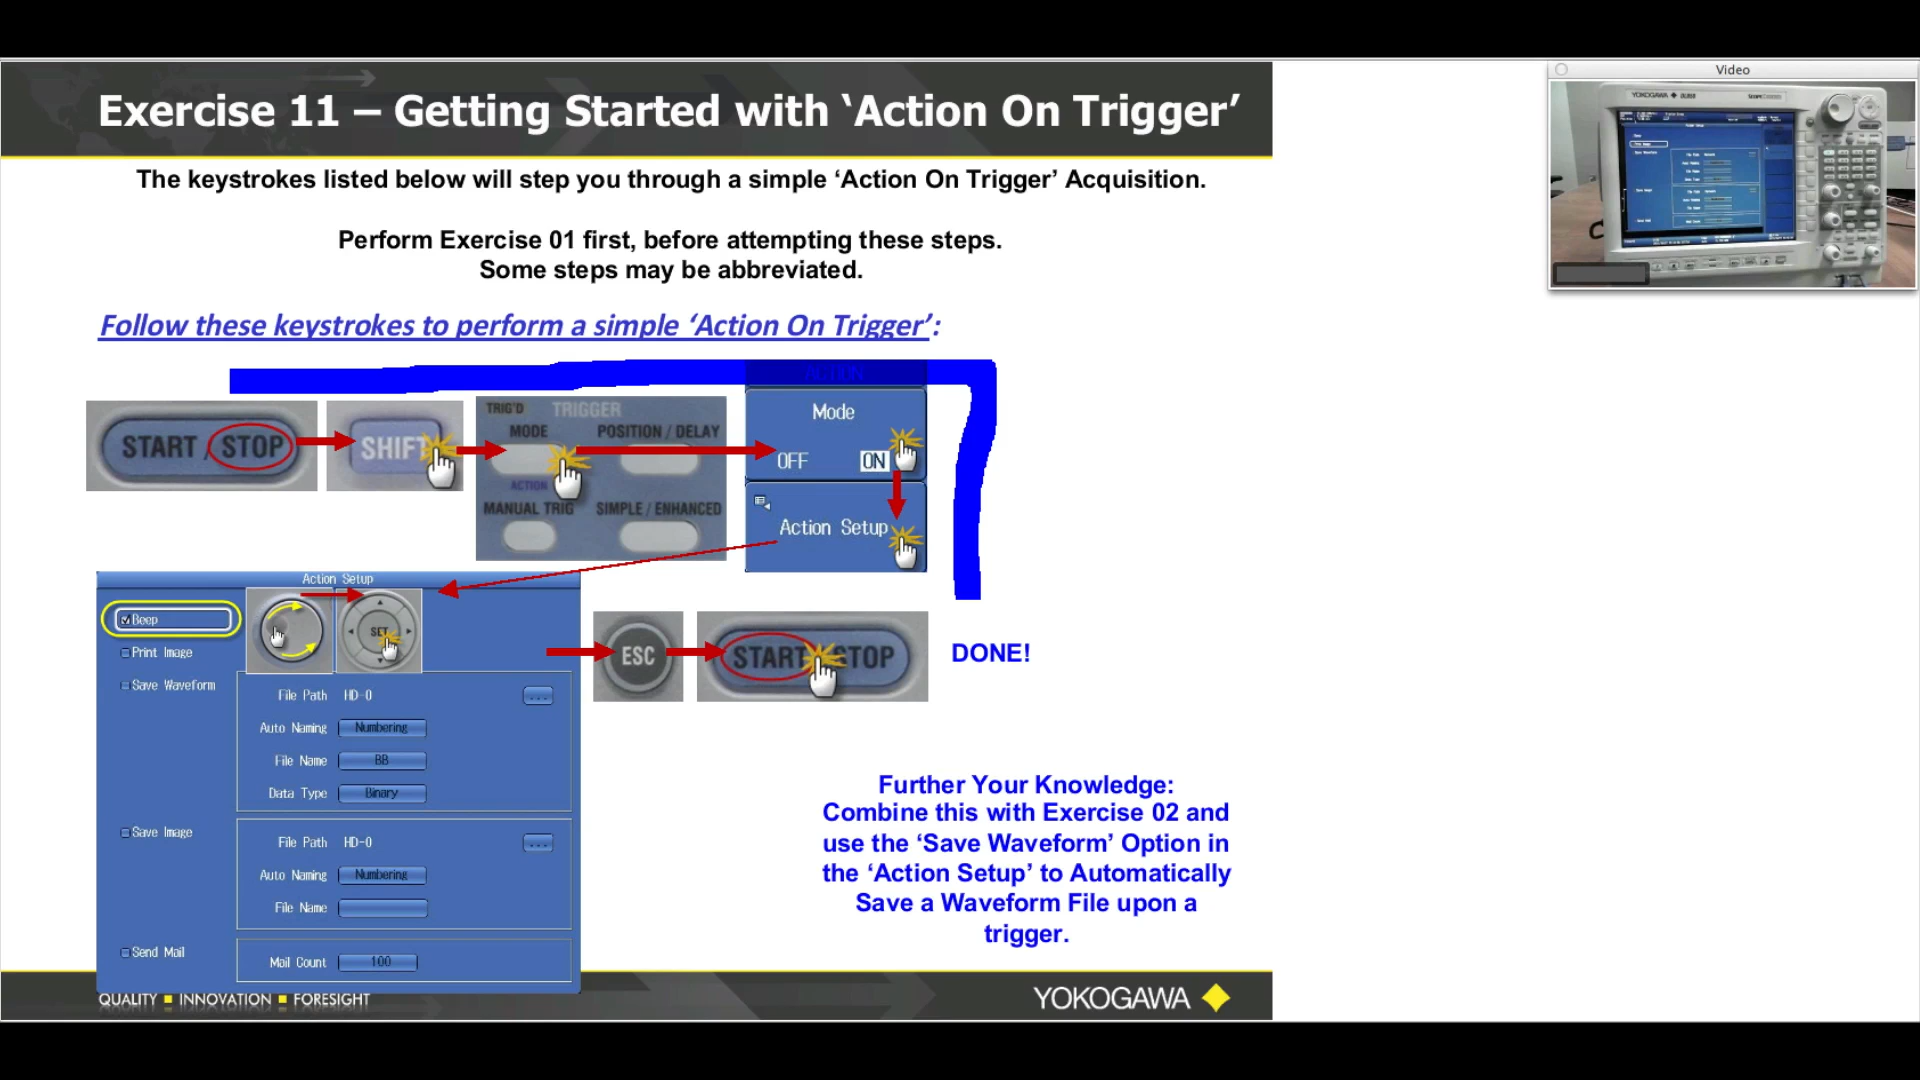 Exercise 11 – Getting Started with ‘Action On Trigger’
The keystrokes listed below will step you through a simple ‘Action On Trigger’ Acquisition.
Perform Exercise 01 first, before attempting these steps.
Some steps may be abbreviated.
Follow these keystrokes to perform a simple ‘Action On Trigger’:
START / STOP
SHIFT
TRIG'D TRIGGER
MODE POSITION / DELAY
ACTION
MANUAL TRIG SIMPLE / ENHANCED
ACTION
Mode
OFF ON
Action Setup
Action Setup
Beep
SET
Print Image
Save Waveform
File Path HD-0 ...
Auto Naming Numbering
File Name BB
Data Type Binary
Save Image
File Path HD-0 ...
Auto Naming Numbering
File Name
Send Mail
Mail Count 100
ESC
START STOP
DONE!
Further Your Knowledge:
Combine this with Exercise 02 and
use the ‘Save Waveform’ Option in
the ‘Action Setup’ to Automatically
Save a Waveform File upon a
trigger.
QUALITY INNOVATION FORESIGHT
YOKOGAWA
Video
YOKOGAWA